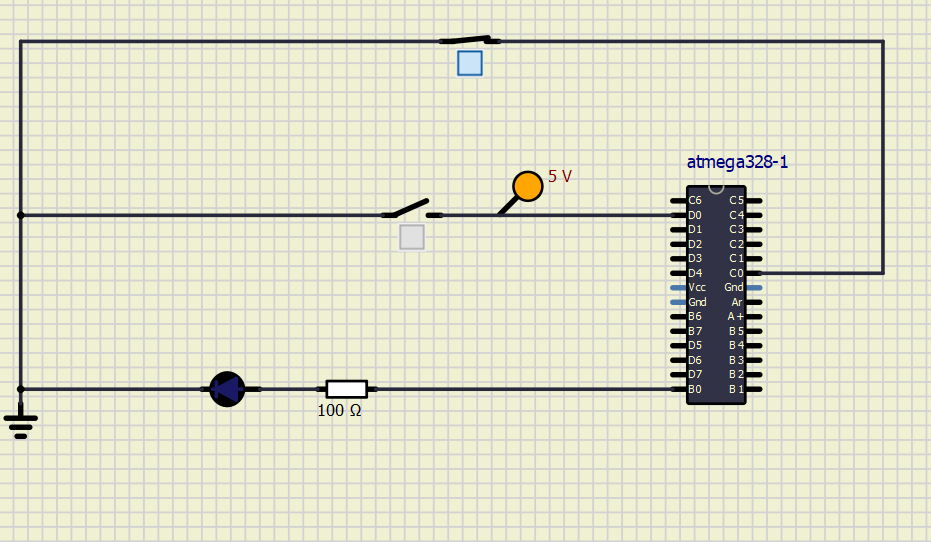 atmega328-1
5 V
C6 C5
D0 C4
D1 C3
D2 C2
D3 C1
D4 C0
Vcc Gnd
Gnd Ar
B6 A+
B7 B5
D5 B4
D6 B3
D7 B2
B0 B1
100 Ω